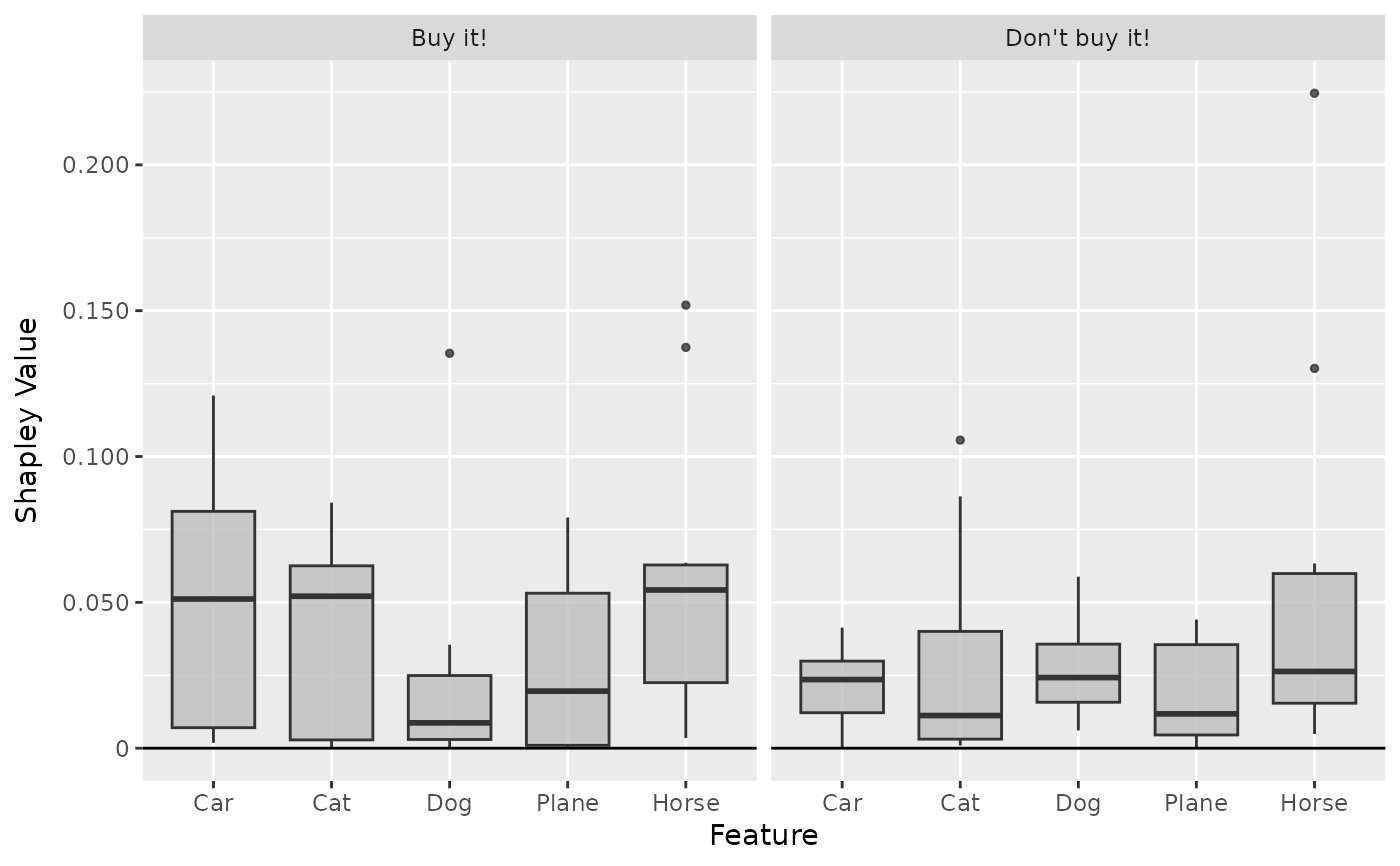 Buy it!
Don't buy it!
Shapley Value
0.200
0.150
0.100
0.050
0
Car Cat Dog Plane Horse
Car Cat Dog Plane Horse
Feature